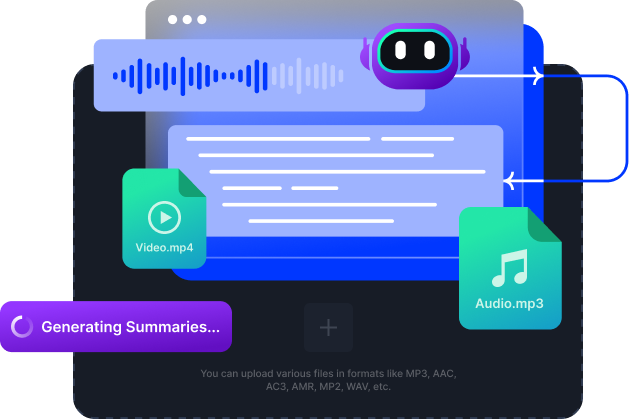 Video.mp4
Audio.mp3
Generating Summaries...
You can upload various files in formats like MP3, AAC,
AC3, AMR, MP2, WAV, etc.